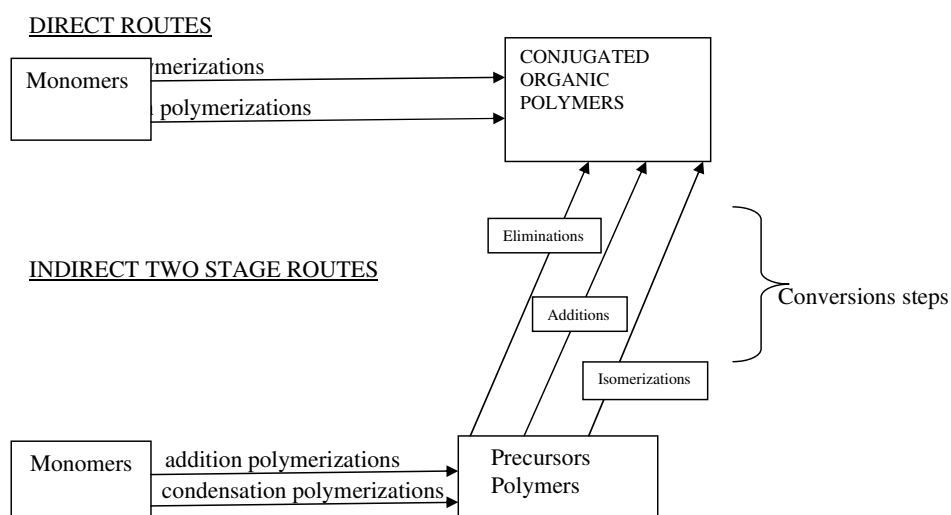 DIRECT ROUTES
Monomers
ymerizations
polymerizations
CONJUGATED
ORGANIC
POLYMERS
Eliminations
INDIRECT TWO STAGE ROUTES
Additions
Conversions steps
Isomerizations
Monomers
addition polymerizations
condensation polymerizations
Precursors
Polymers